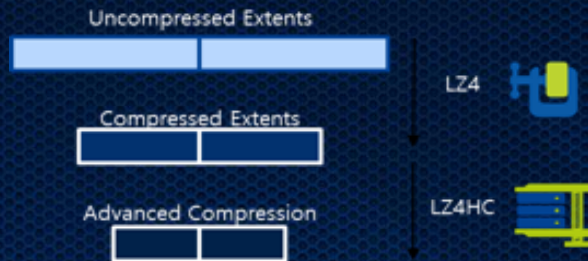 Uncompressed Extents
LZ4
Compressed Extents
Advanced Compression
LZ4HC